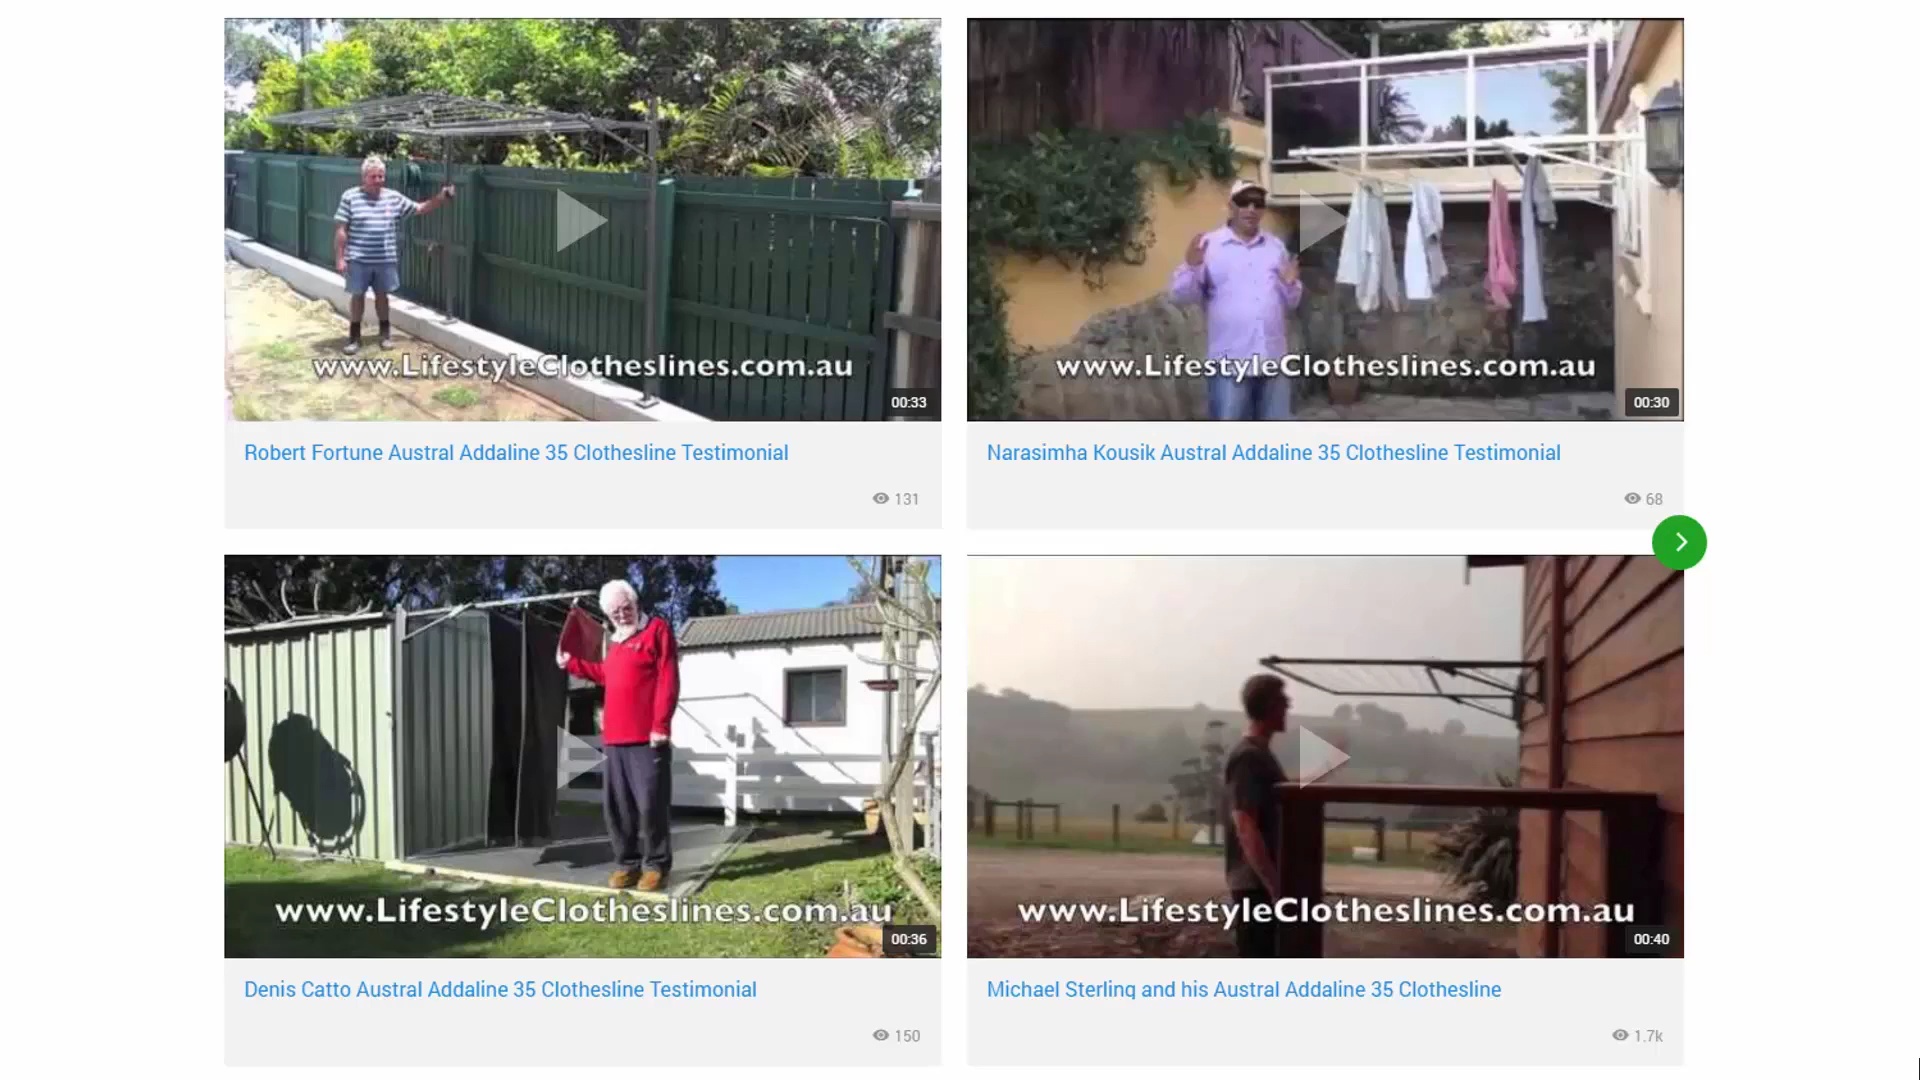 www.LifestyleClotheslines.com.au
00:33
Robert Fortune Austral Addaline 35 Clothesline Testimonial
131
www.LifestyleClotheslines.com.au
00:30
Narasimha Kousik Austral Addaline 35 Clothesline Testimonial
68
www.LifestyleClotheslines.com.au
00:36
Denis Catto Austral Addaline 35 Clothesline Testimonial
150
www.LifestyleClotheslines.com.au
00:40
Michael Sterling and his Austral Addaline 35 Clothesline
1.7k